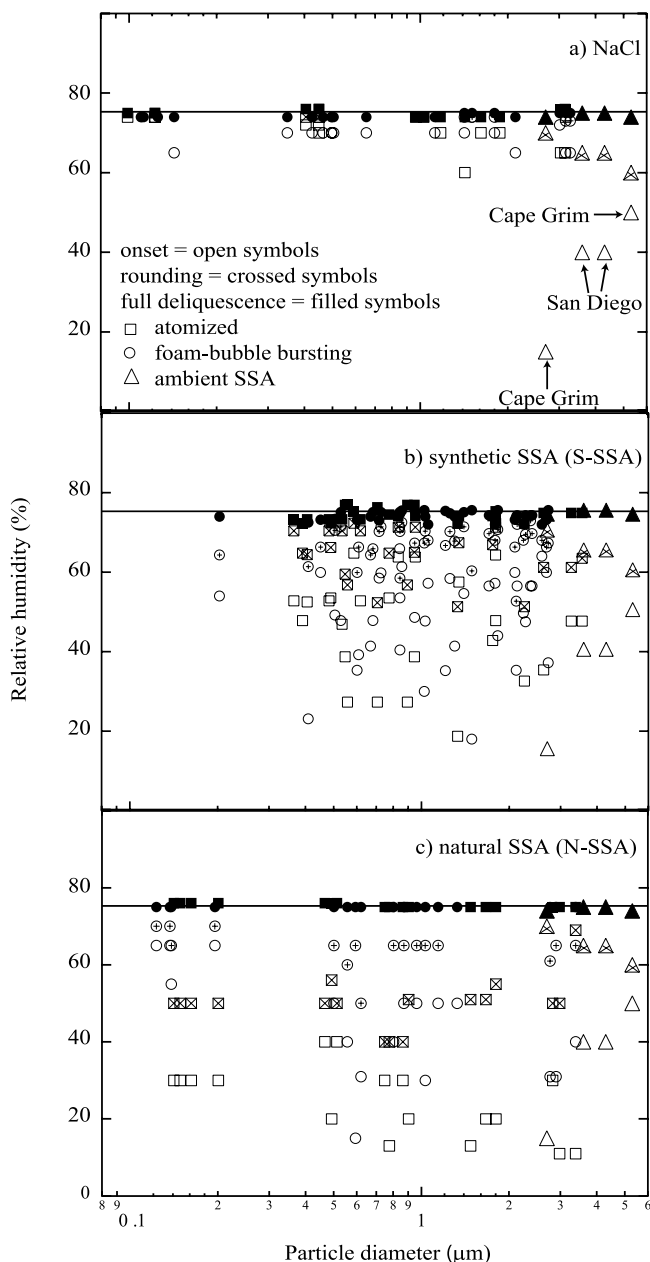 a) NaCl
80
60
40
20
Cape Grim
San Diego
Cape Grim
onset = open symbols
rounding = crossed symbols
full deliquescence = filled symbols
atomized
foam-bubble bursting
ambient SSA
b) synthetic SSA (S-SSA)
80
60
40
20
Relative humidity (%)
c) natural SSA (N-SSA)
80
60
40
20
0
8 9 2 3 4 5 6 7 8 9 2 3 4 5 6
0.1 1
Particle diameter (μm)